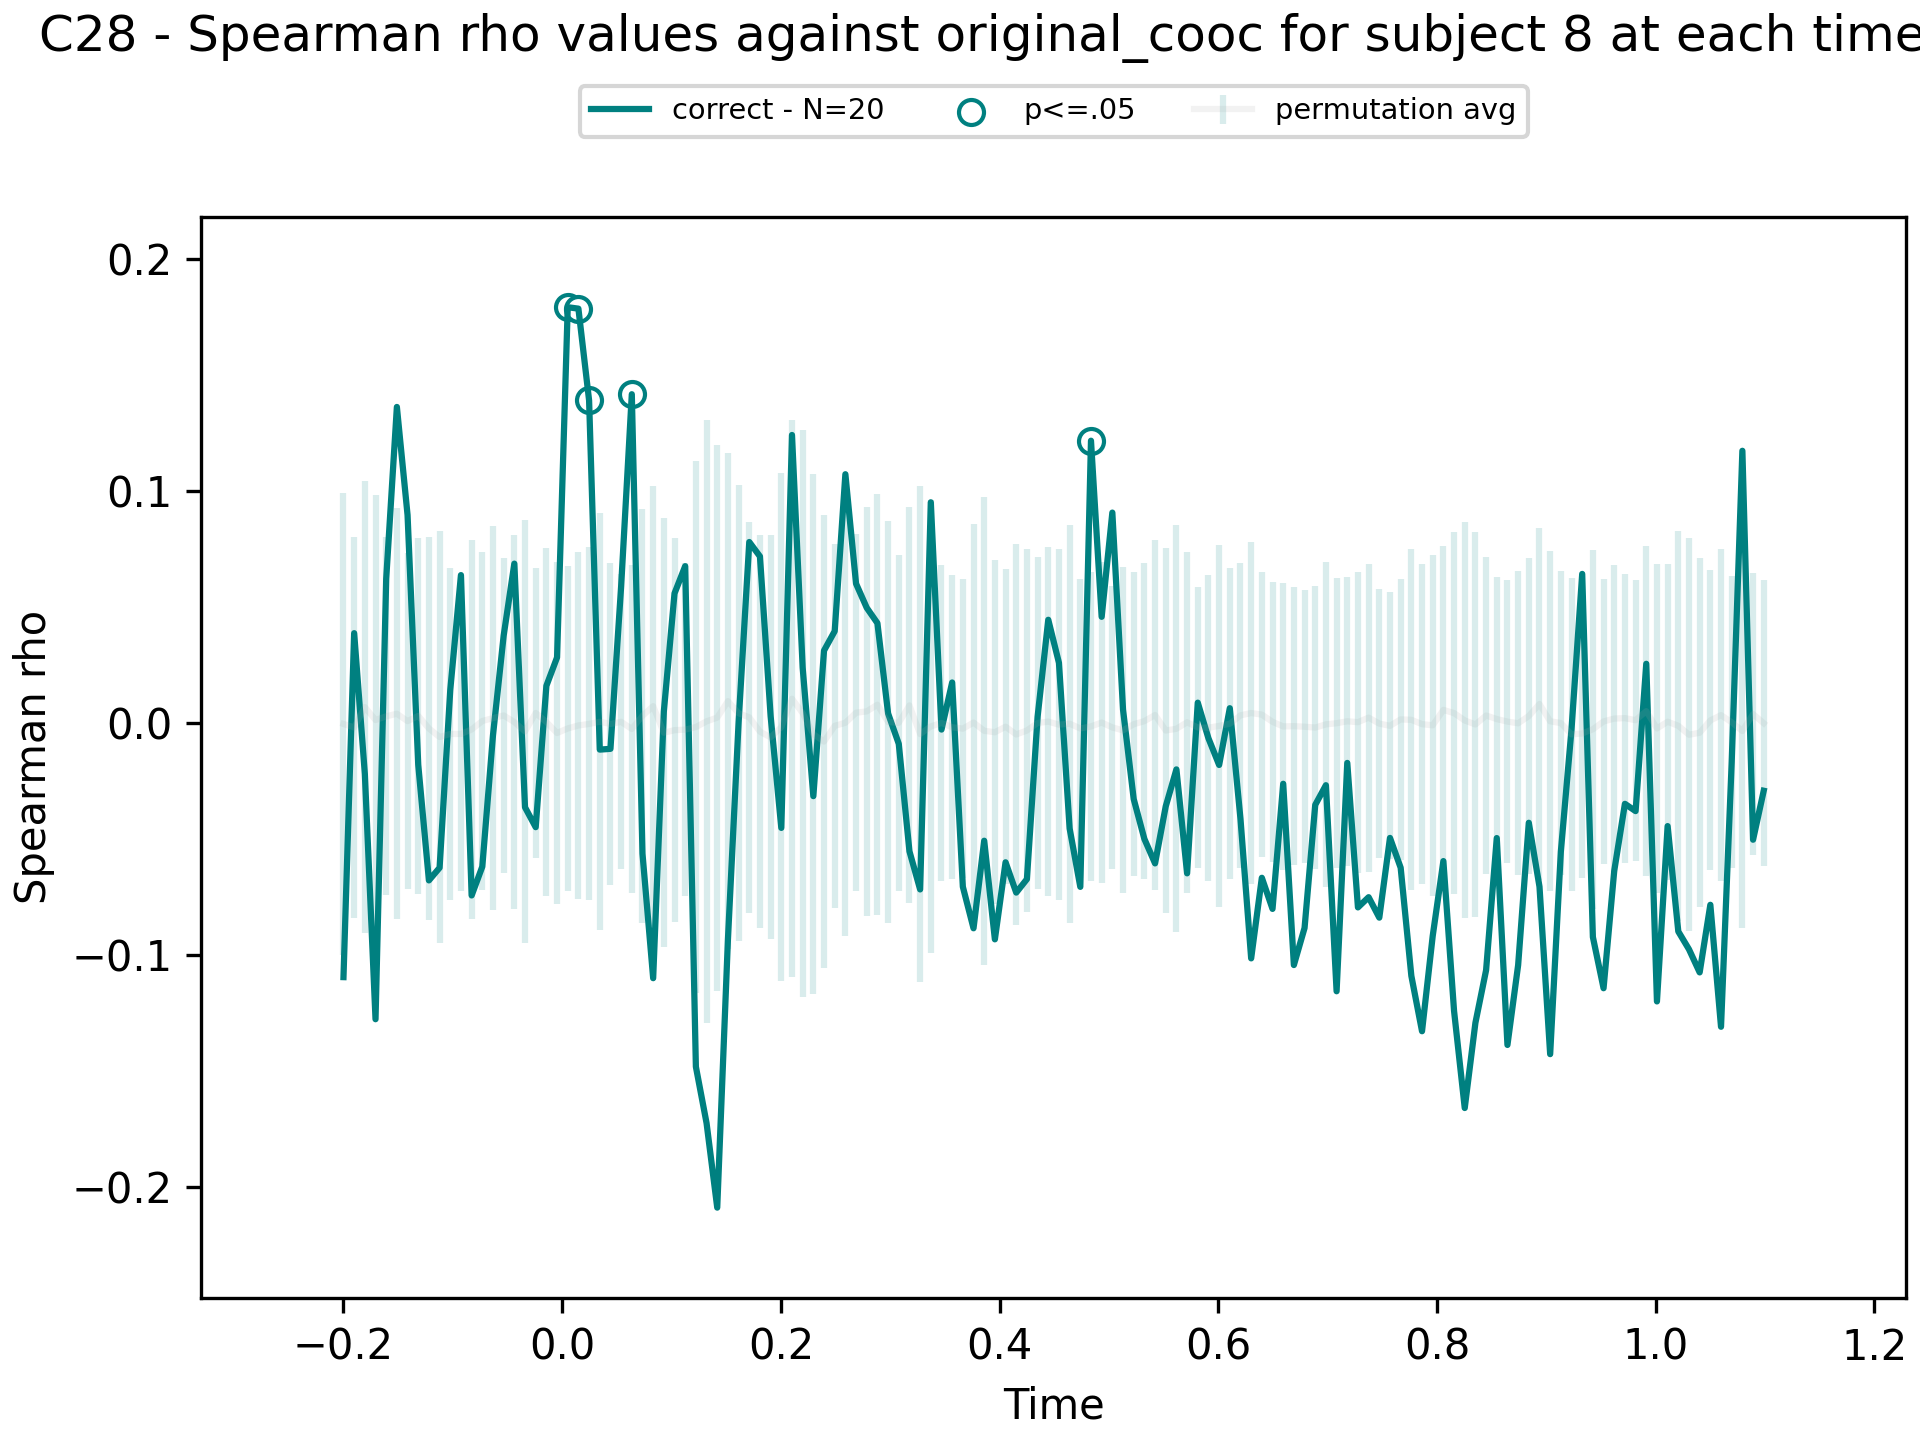 C28 - Spearman rho values against original_cooc for subject 8 at each time
correct - N=20
p<=.05
permutation avg
0.2
0.1
0.0
−0.1
−0.2
Spearman rho
−0.2
0.0
0.2
0.4
0.6
0.8
1.0
1.2
Time